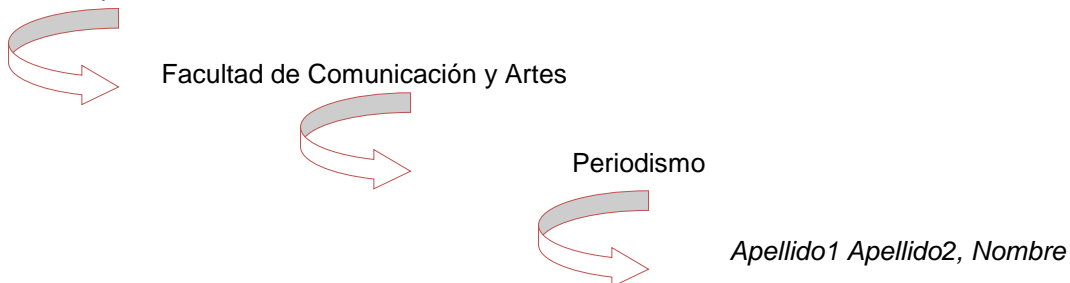 Facultad de Comunicación y Artes
Periodismo
Apellido1 Apellido2, Nombre